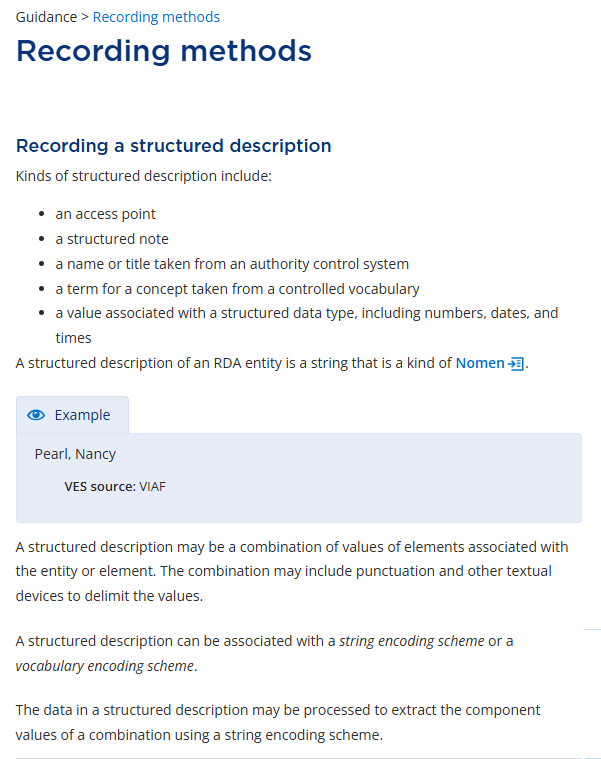 Guidance > Recording methods
Recording methods
Recording a structured description
Kinds of structured description include:
• an access point
• a structured note
• a name or title taken from an authority control system
• a term for a concept taken from a controlled vocabulary
• a value associated with a structured data type, including numbers, dates, and
times
A structured description of an RDA entity is a string that is a kind of Nomen.
Example
Pearl, Nancy
VES source: VIAF
A structured description may be a combination of values of elements associated with
the entity or element. The combination may include punctuation and other textual
devices to delimit the values.
A structured description can be associated with a string encoding scheme or a
vocabulary encoding scheme.
The data in a structured description may be processed to extract the component
values of a combination using a string encoding scheme.